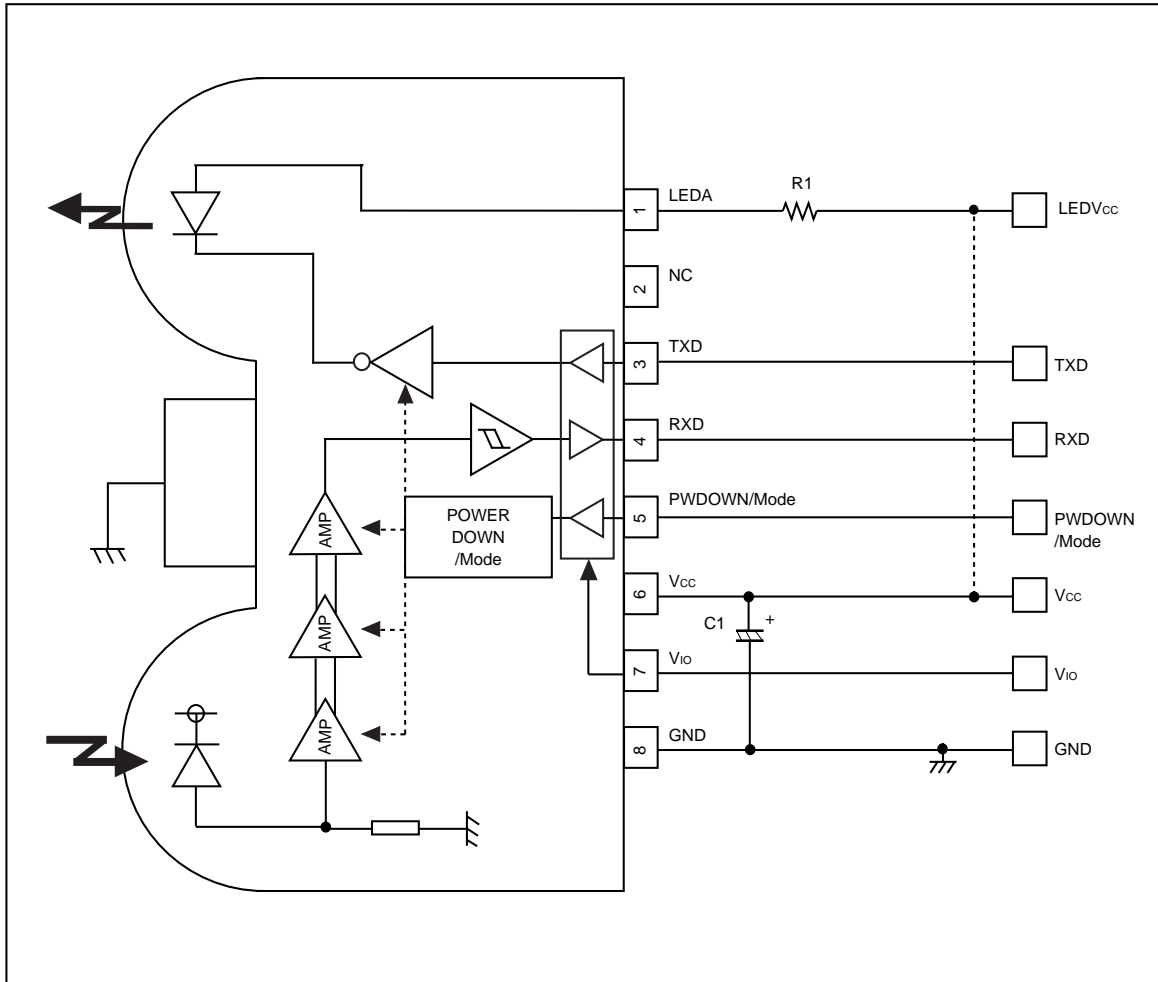 LEDA
R1
LEDVCC
1
NC
2
TXD
3
TXD
RXD
4
RXD
PWDOWN/Mode
5
PWDOWN
/Mode
POWER
DOWN
/Mode
AMP
AMP
AMP
VCC
6
C1
+
VCC
VIO
7
VIO
GND
8
GND